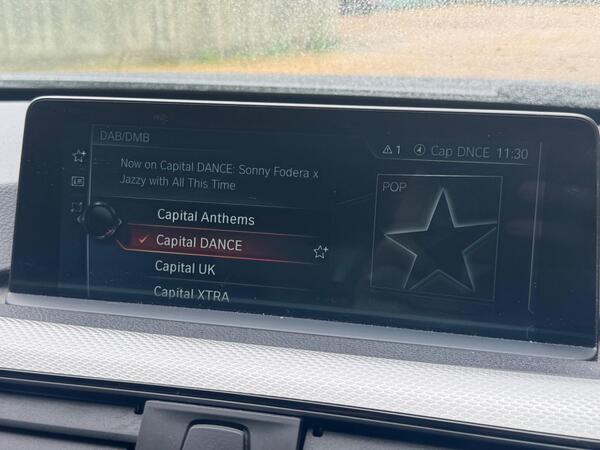 DAB/DMB
1 Cap DNCE 11:30
Now on Capital DANCE: Sonny Fodera x
Jazzy with All This Time
POP
Capital Anthems
Capital DANCE
Capital UK
Capital XTRA